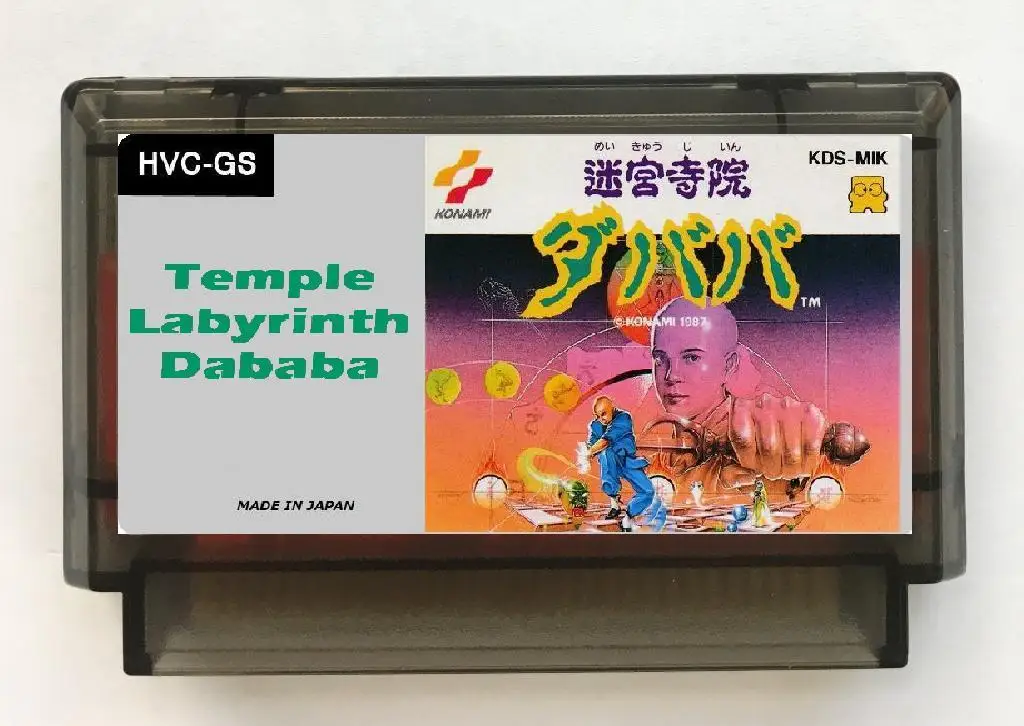 HVC-GS
Temple
Labyrinth
Dababa
MADE IN JAPAN
KONAMI
めい きゅう じ いん
迷宮寺院
ダババ
TM
© KONAMI 1987
KDS-MIK